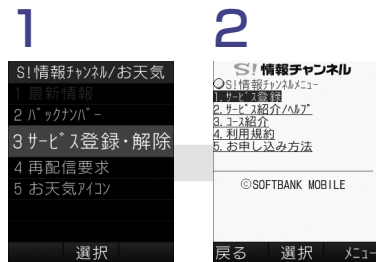 1
S!情報ﾁｬﾝﾈﾙ/お天気
1 最新情報
2 ﾊﾞｯｸﾅﾝﾊﾞｰ
3 ｻｰﾋﾞｽ登録・解除
4 再配信要求
5 お天気ｱｲｺﾝ
選択
2
S! 情報チャンネル
S!情報ﾁｬﾝﾈﾙﾒﾆｭｰ
1. ｻｰﾋﾞｽ登録
2. ｻｰﾋﾞｽ紹介/ﾍﾙﾌﾟ
3. ｺｰｽ紹介
4. 利用規約
5. お申し込み方法
©SOFTBANK MOBILE
戻る 選択 ﾒﾆｭｰ